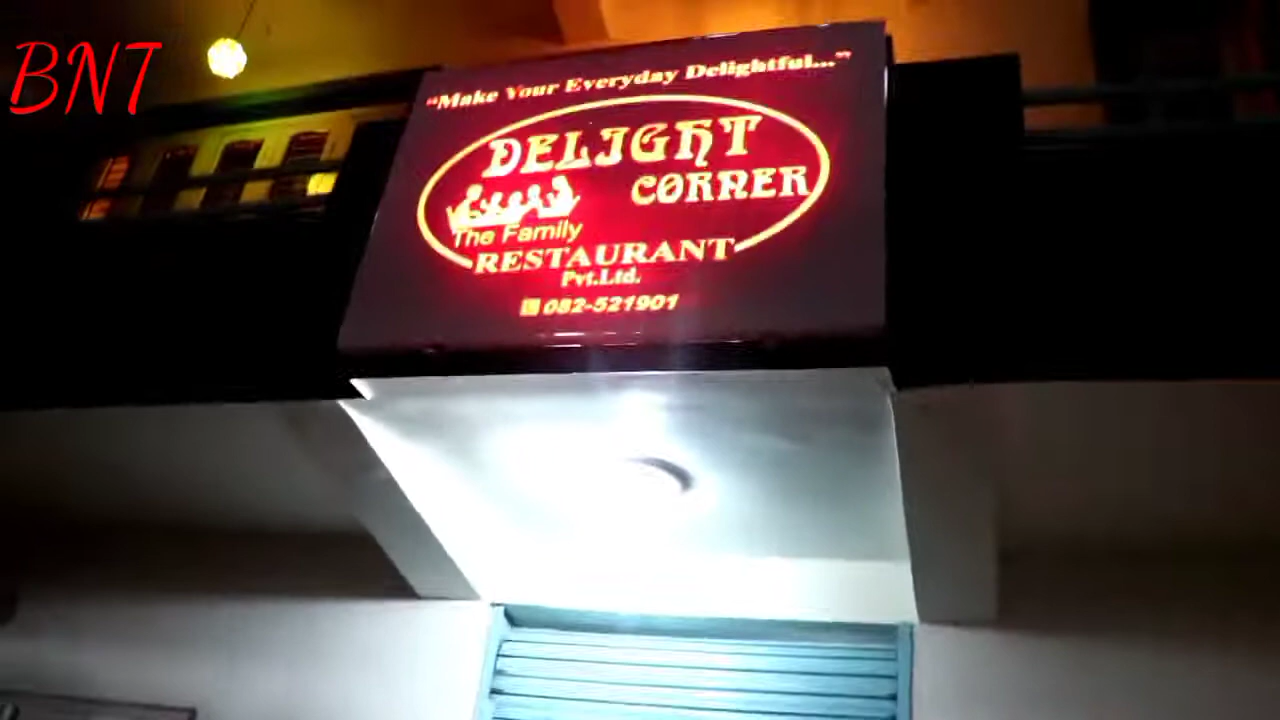 BNT
"Make Your Everyday Delightful..."
DELIGHT
CORNER
The Family
RESTAURANT
Pvt.Ltd.
082-521901